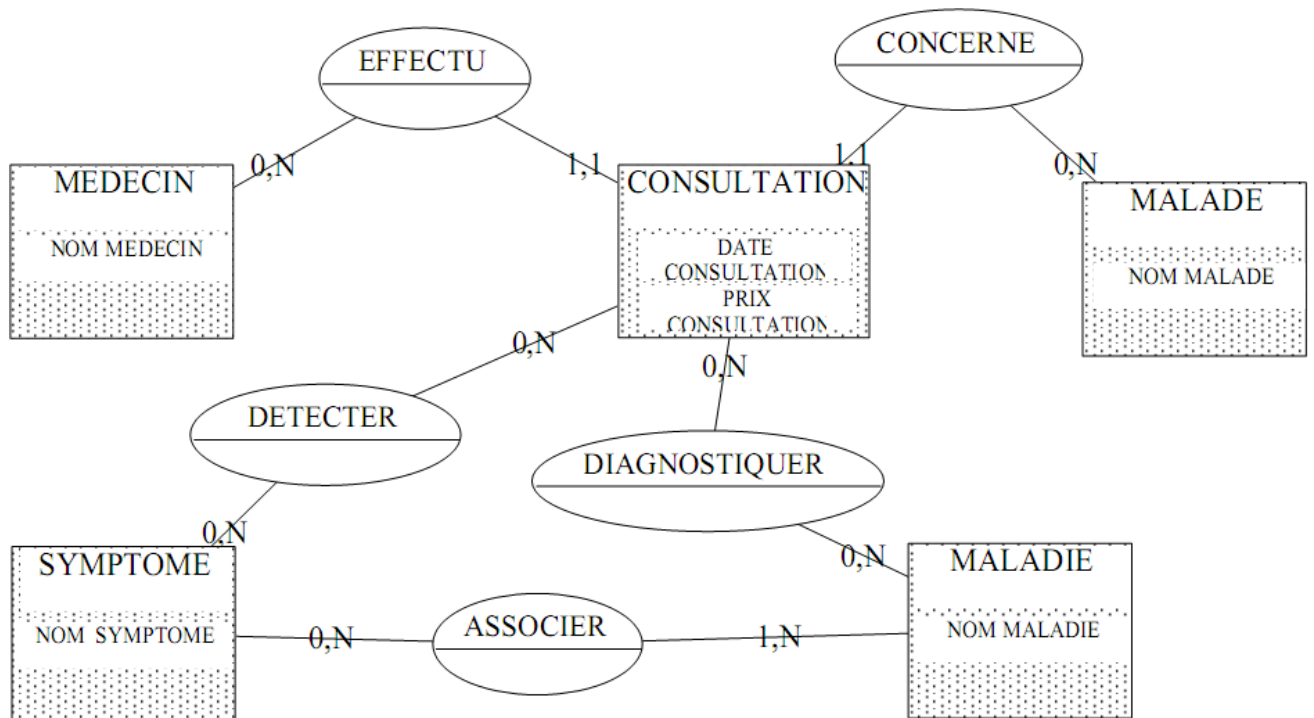 EFFECTU
CONCERNE
0,N
1,1
1,1
0,N
MEDECIN
NOM MEDECIN
CONSULTATION
DATE
CONSULTATION
PRIX
CONSULTATION
MALADE
NOM MALADE
0,N
0,N
DETECTER
DIAGNOSTIQUER
0,N
0,N
SYMPTOME
NOM SYMPTOME
ASSOCIER
0,N
1,N
MALADIE
NOM MALADIE